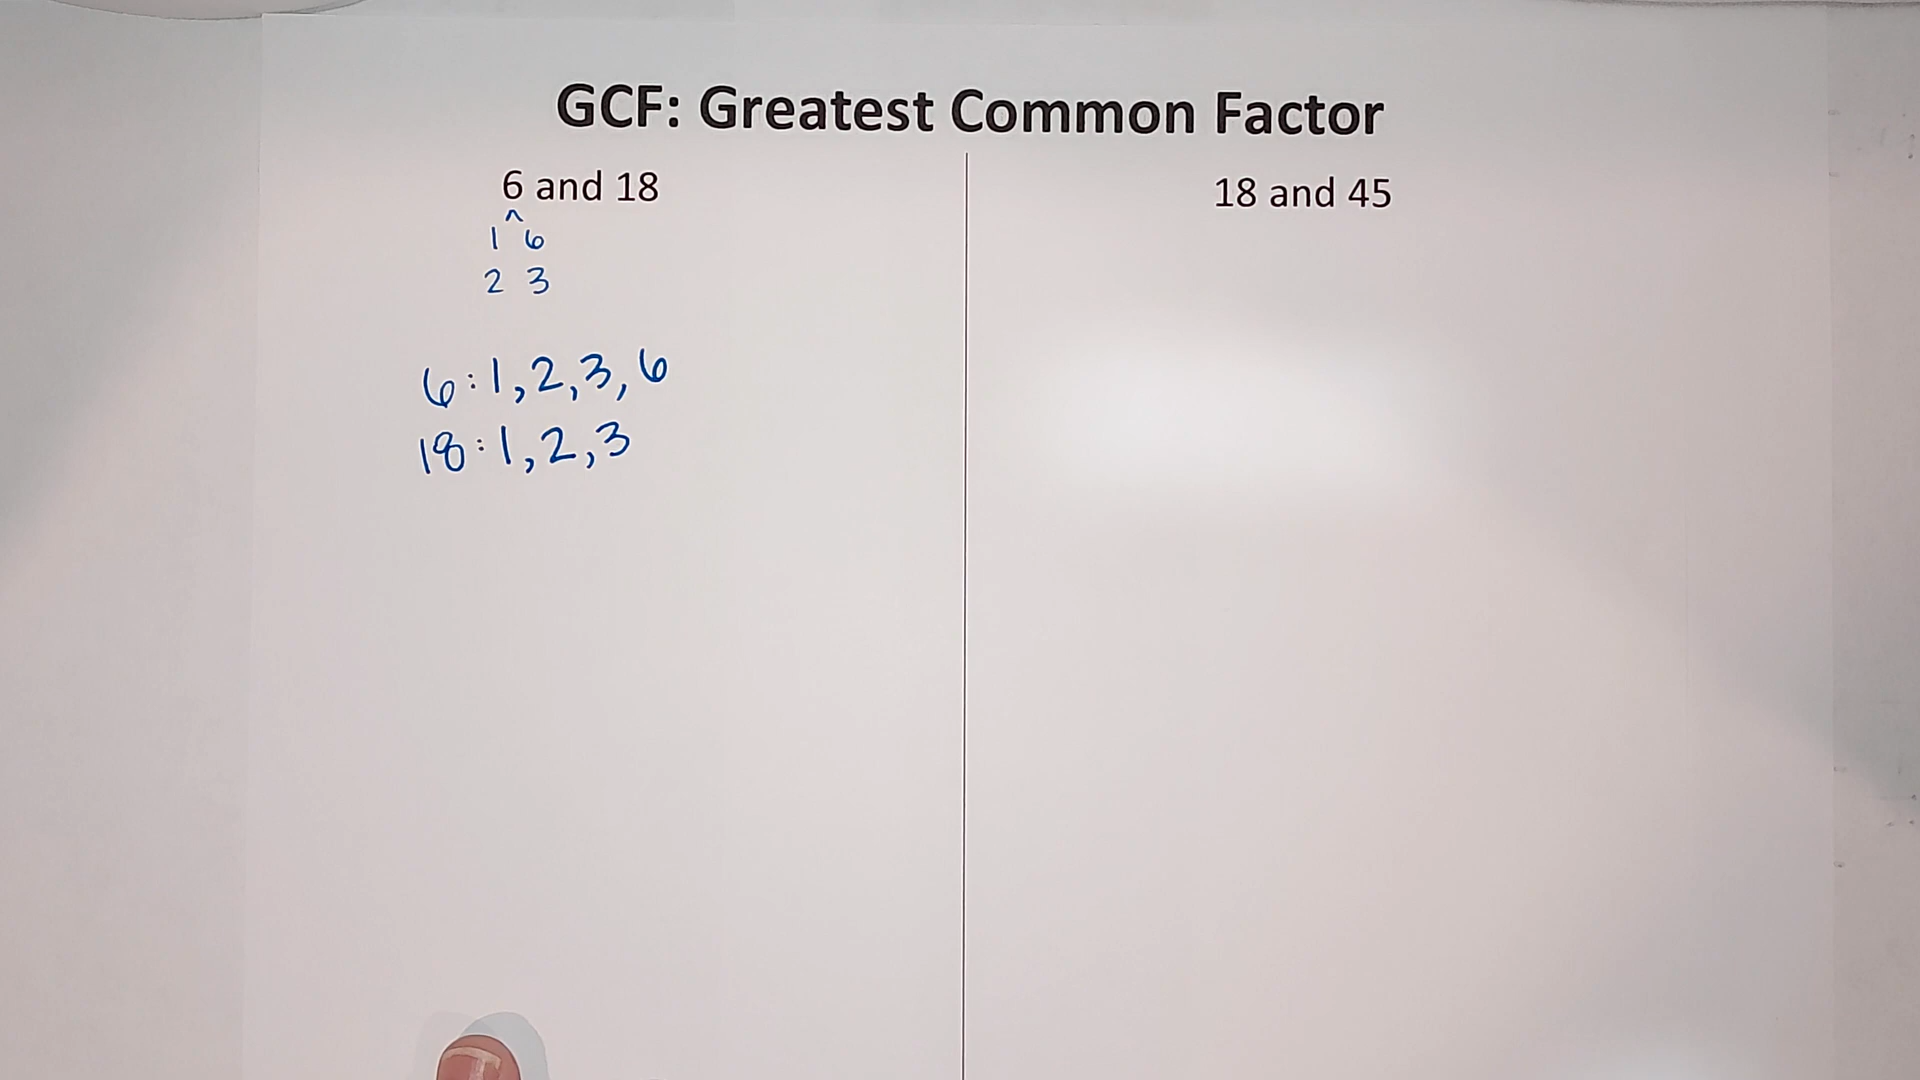 GCF: Greatest Common Factor
6 and 18
^
1 6
2 3
6: 1, 2, 3, 6
18: 1, 2, 3
18 and 45